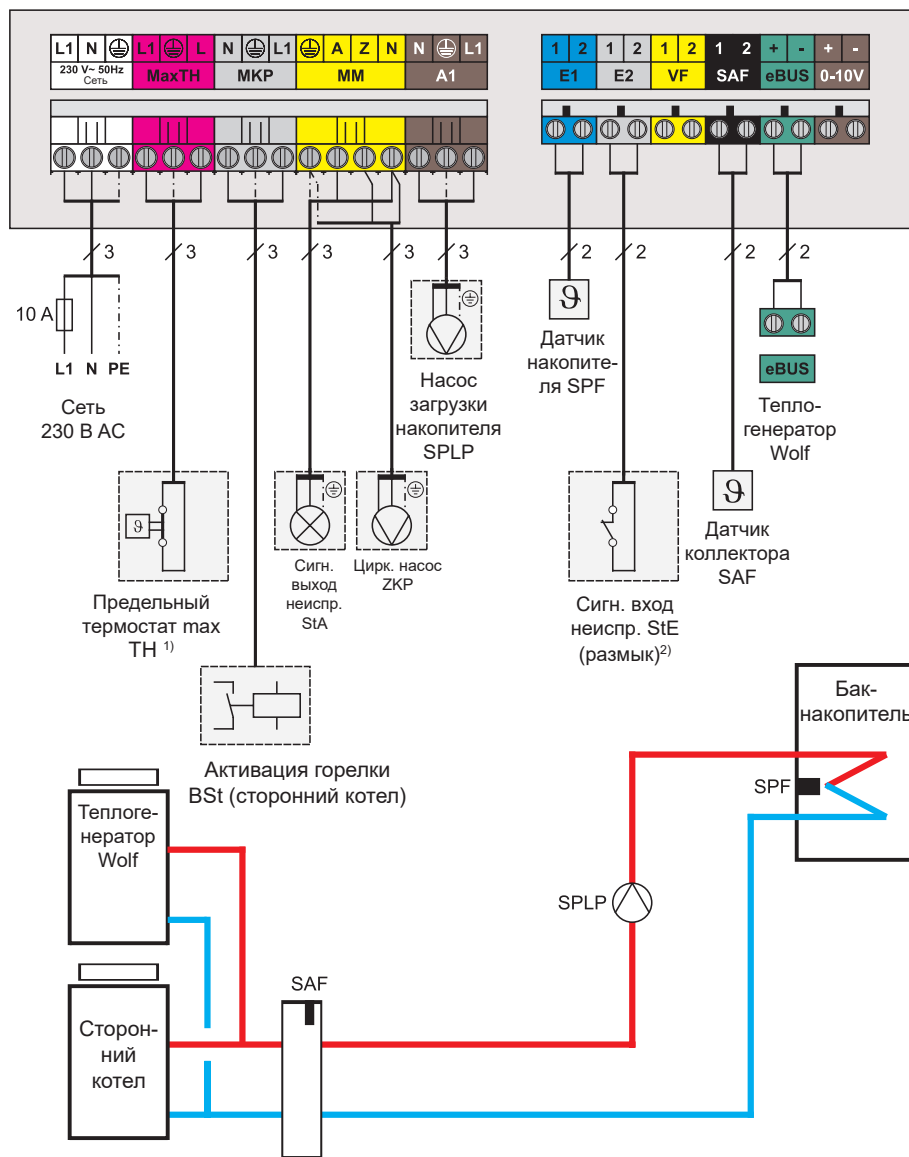 L1 N L1 L N L1 A Z N N L1
230 V~ 50Hz
Сеть
MaxTH MKP MM A1
1 2 1 2 1 2 1 2 + - + -
E1 E2 VF SAF eBUS 0-10V
3 3 3 3 3 3 2 2 2 2
10 A
L1 N PE
Сеть
230 В AC
Насос
загрузки
накопителя
SPLP
ϑ
Датчик
накопите-
ля SPF
eBUS
Тепло-
генератор
Wolf
ϑ
Предельный
термостат max
TH 1)
Сигн.
выход
неиспр.
StA
Цирк. насос
ZKP
Сигн. вход
неиспр. StE
(размык)2)
ϑ
Датчик
коллектора
SAF
Активация горелки
BSt (сторонний котел)
Бак-
накопитель
SPF
Теплоге-
нератор
Wolf
SPLP
SAF
Сторон-
ний
котел